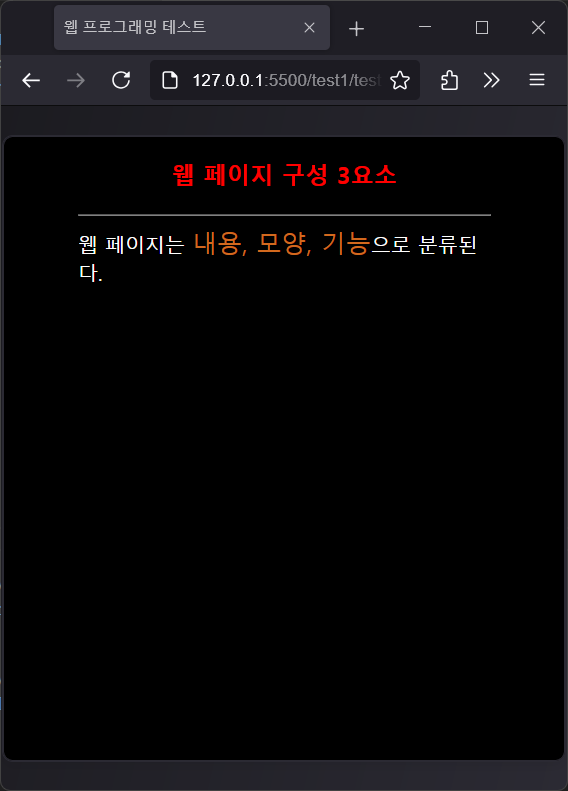 웹 프로그래밍 테스트
127.0.0.1:5500/test1/test
웹 페이지 구성 3요소
웹 페이지는 내용, 모양, 기능으로 분류된
다.